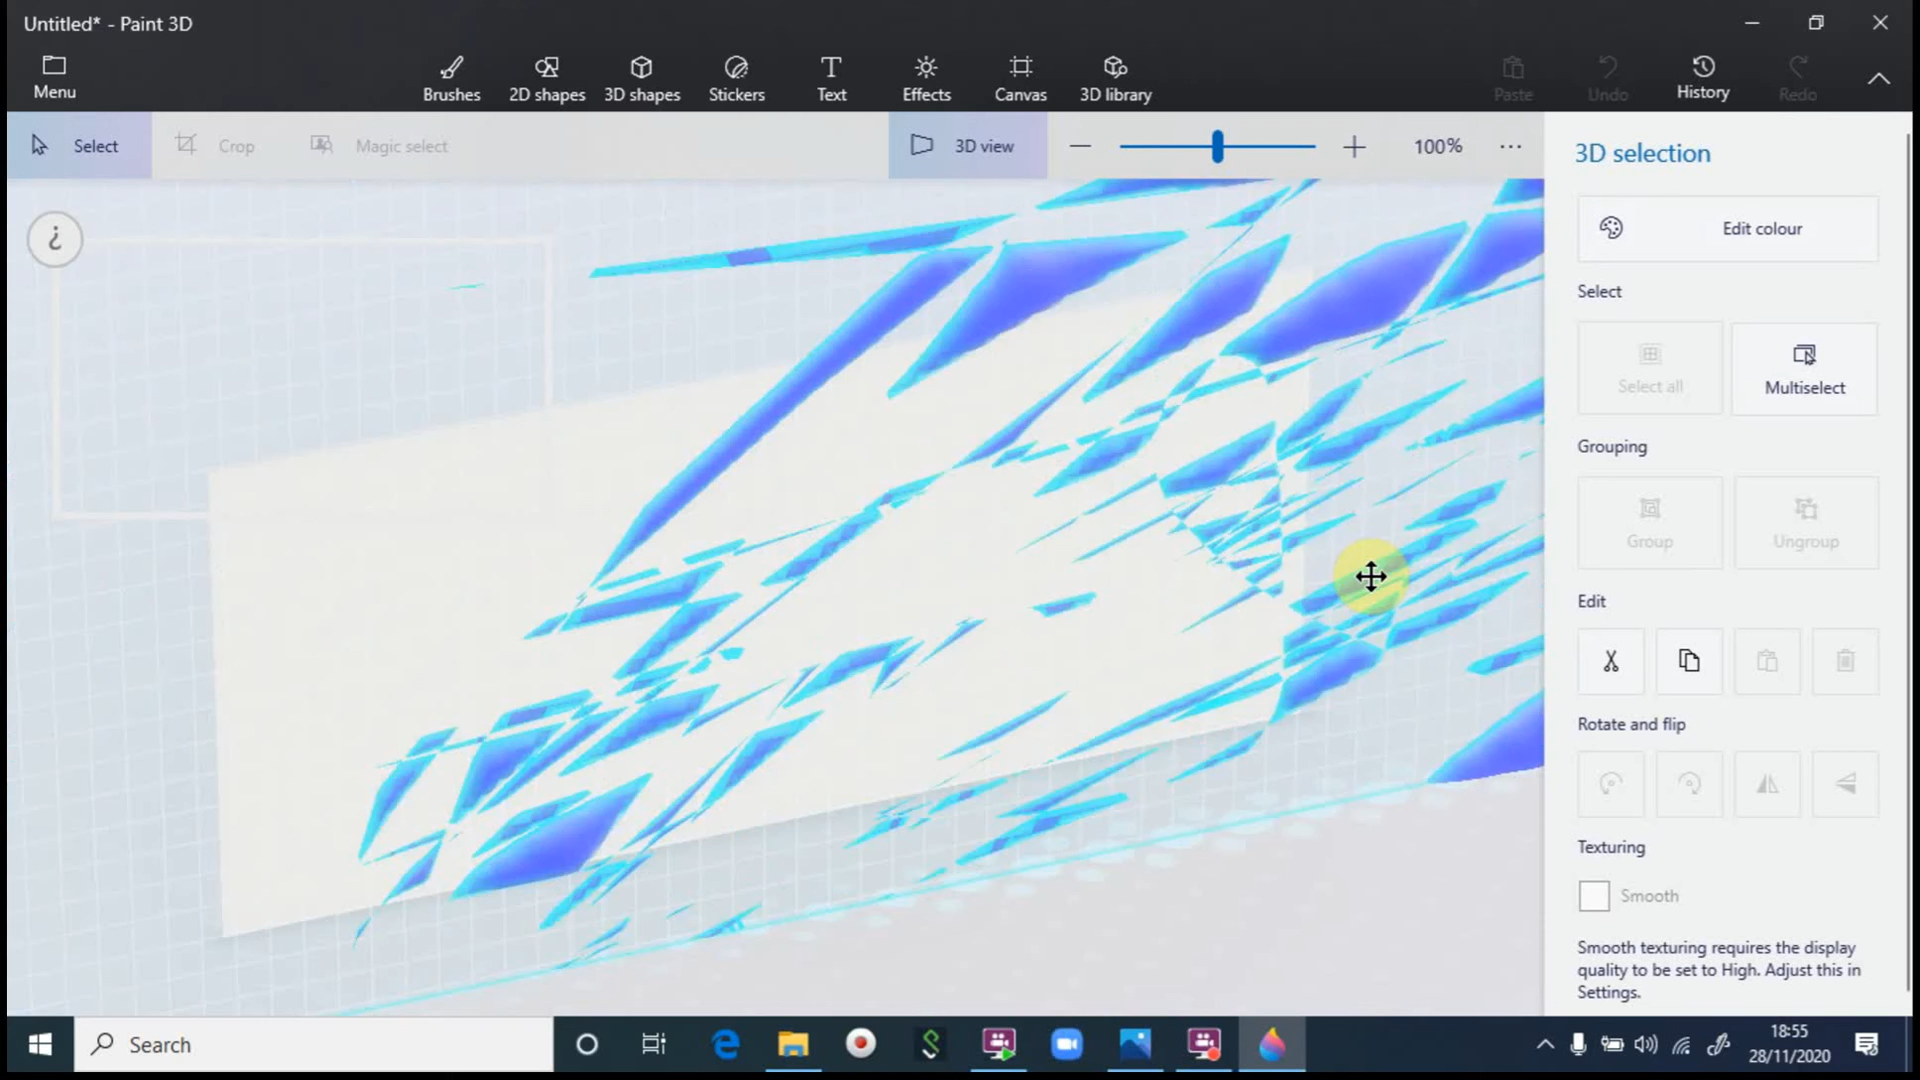 Untitled* - Paint 3D
Menu
Brushes
2D shapes
3D shapes
Stickers
Text
Effects
Canvas
3D library
Paste
Undo
History
Redo
Select
Crop
Magic select
3D view
100%
3D selection
Edit colour
Select
Select all
Multiselect
Grouping
Group
Ungroup
Edit
Rotate and flip
Texturing
Smooth
Smooth texturing requires the display
quality to be set to High. Adjust this in
Settings.
Search
18:55
28/11/2020